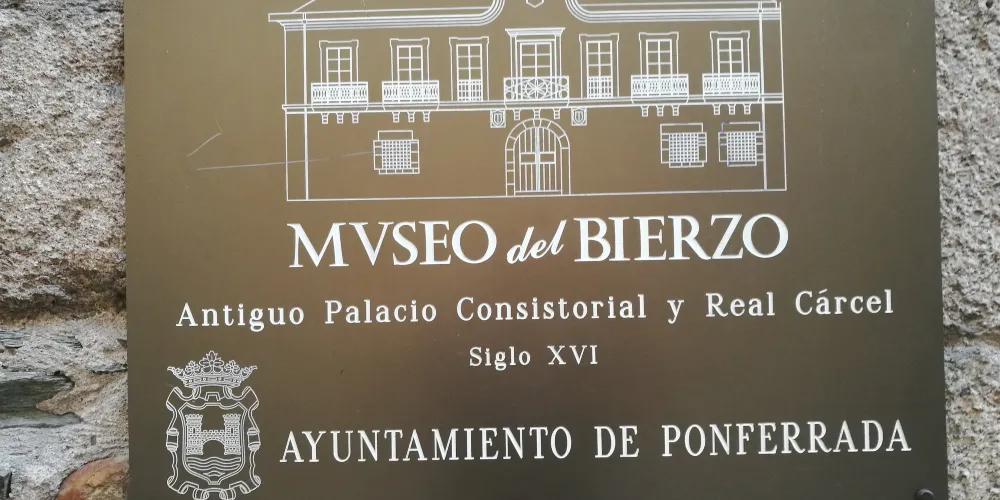 MVSEO del BIERZO
Antiguo Palacio Consistorial y Real Cárcel
Siglo XVI
AYUNTAMIENTO DE PONFERRADA